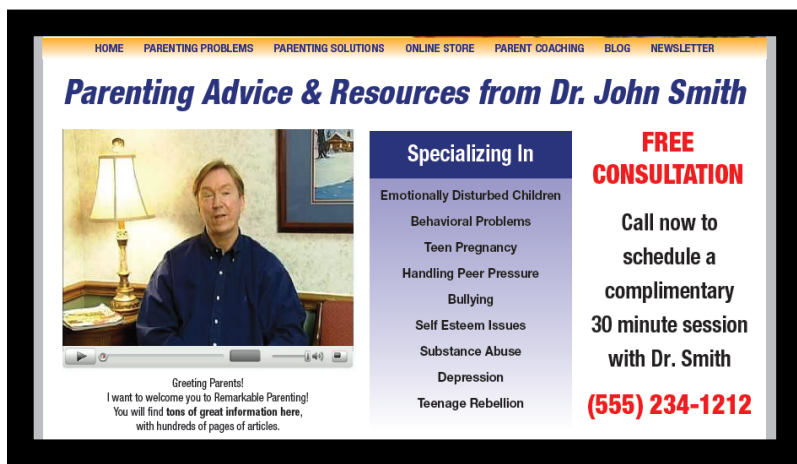 HOME PARENTING PROBLEMS PARENTING SOLUTIONS ONLINE STORE PARENT COACHING BLOG NEWSLETTER
Parenting Advice & Resources from Dr. John Smith
Greeting Parents!
I want to welcome you to Remarkable Parenting!
You will find tons of great information here,
with hundreds of pages of articles.
Specializing In
Emotionally Disturbed Children
Behavioral Problems
Teen Pregnancy
Handling Peer Pressure
Bullying
Self Esteem Issues
Substance Abuse
Depression
Teenage Rebellion
FREE
CONSULTATION
Call now to
schedule a
complimentary
30 minute session
with Dr. Smith
(555) 234-1212